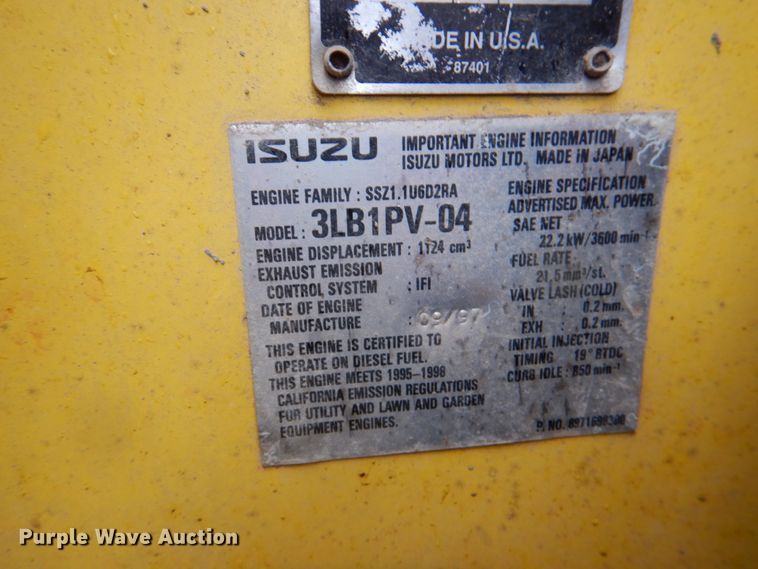 DE IN U.S.A.
87401
ISUZU
IMPORTANT ENGINE INFORMATION
ISUZU MOTORS LTD. MADE IN JAPAN
ENGINE FAMILY : SSZ1.1U6D2RA
MODEL : 3LB1PV-04
ENGINE DISPLACEMENT : 1124 cm³
EXHAUST EMISSION
CONTROL SYSTEM : IFI
DATE OF ENGINE
MANUFACTURE : 09/97
THIS ENGINE IS CERTIFIED TO
OPERATE ON DIESEL FUEL.
THIS ENGINE MEETS 1995-1998
CALIFORNIA EMISSION REGULATIONS
FOR UTILITY AND LAWN AND GARDEN
EQUIPMENT ENGINES.
ENGINE SPECIFICATION
ADVERTISED MAX. POWER
SAE NET
22.2 kW/3600 min⁻¹
FUEL RATE
21.5 mm³/st.
VALVE LASH (COLD)
IN : 0.2 mm.
EXH : 0.2 mm.
INITIAL INJECTION
TIMING : 19° BTDC
CURB IDLE : 850 min⁻¹
P. NO.
Purple Wave Auction